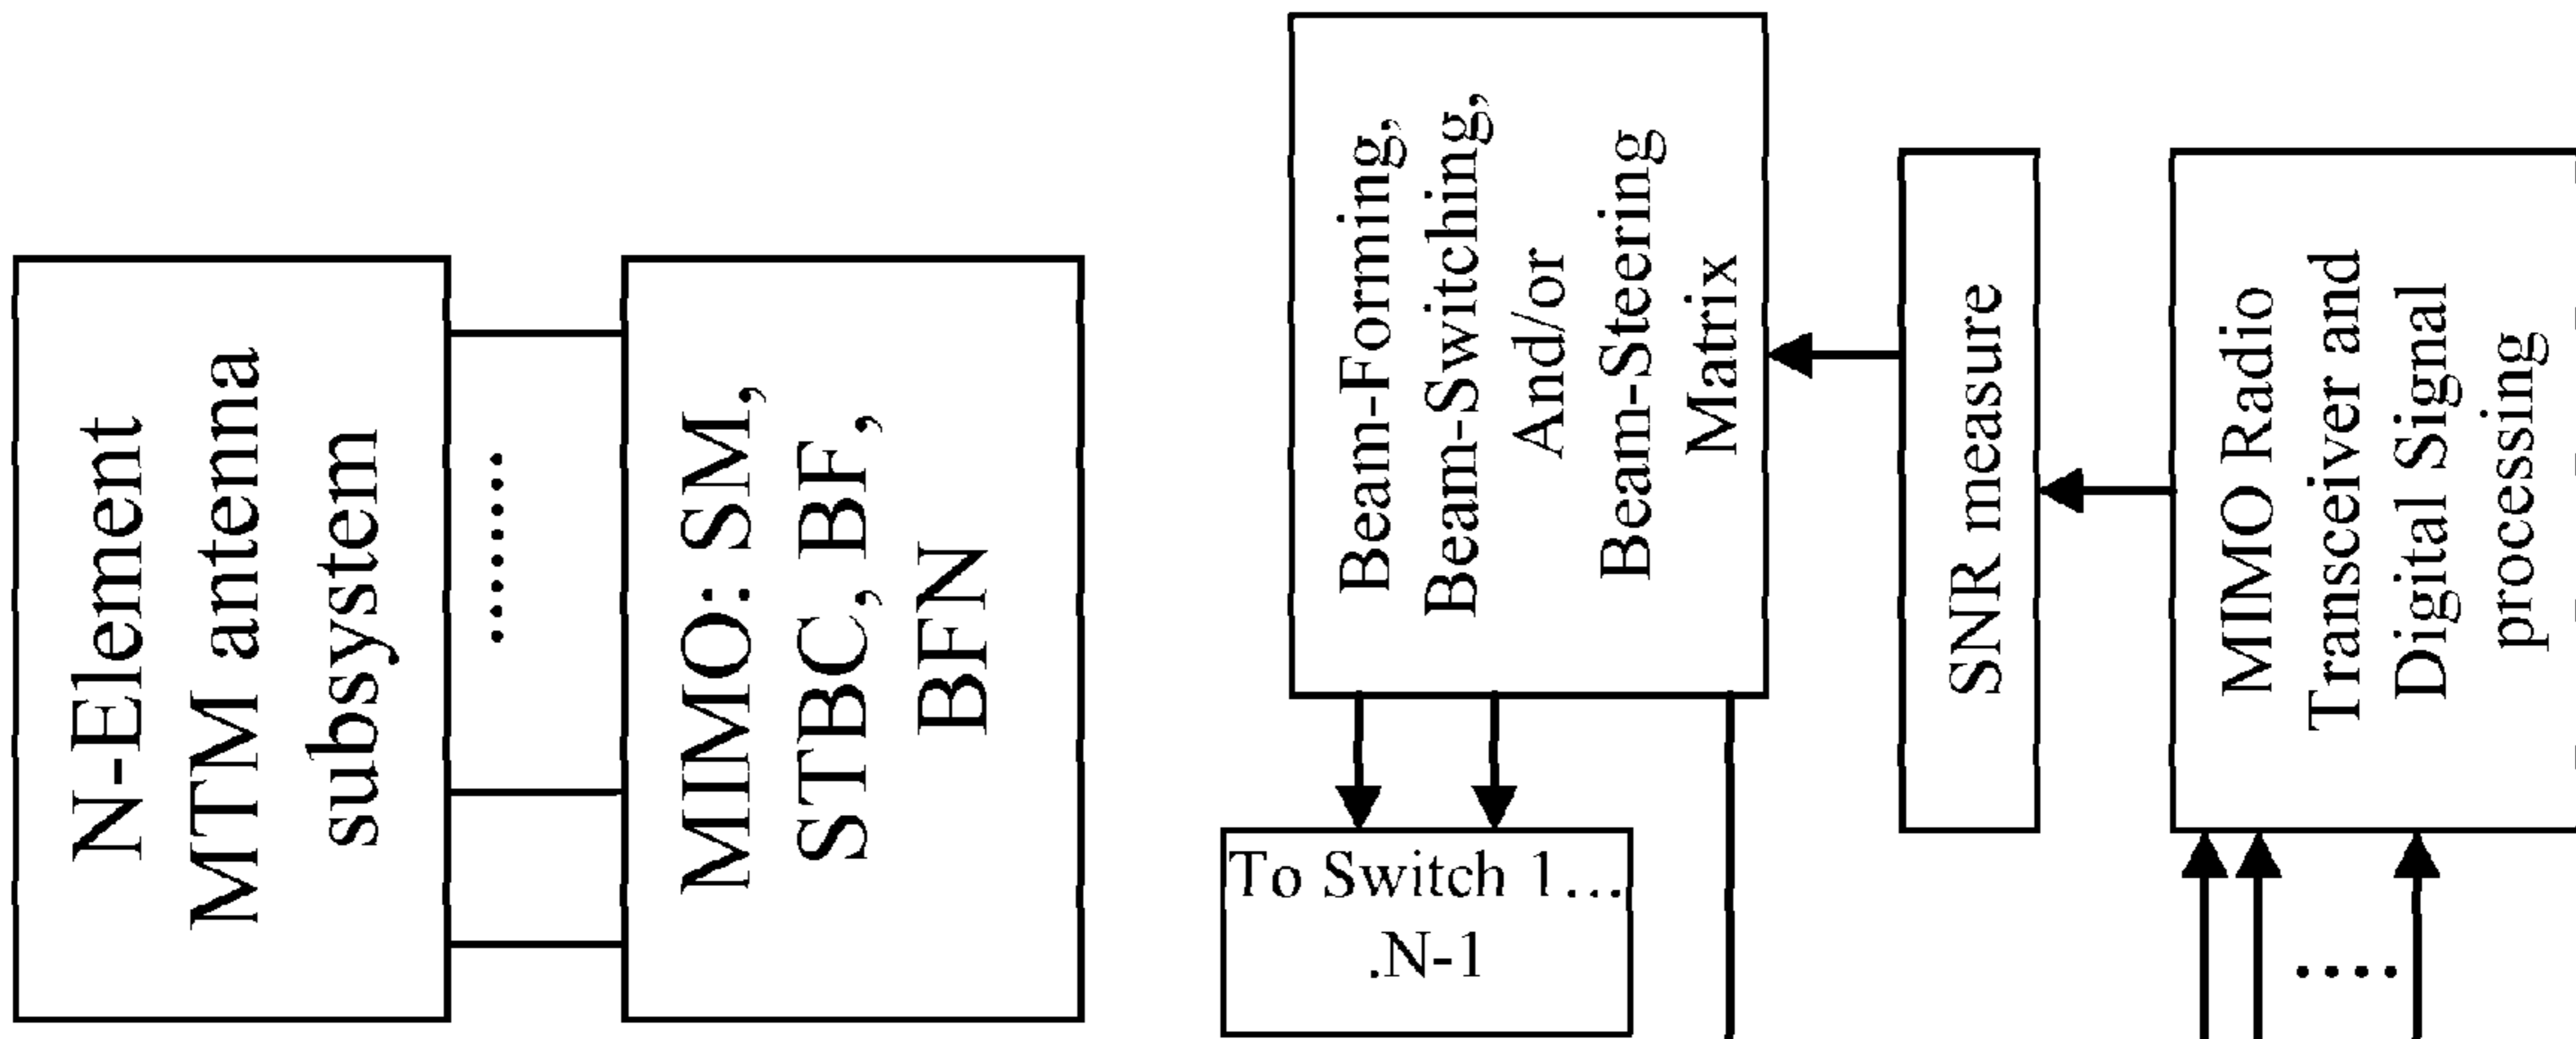 N-Element
MTM antenna
subsystem
........
MIMO: SM,
STBC, BF,
BFN
Beam-Forming,
Beam-Switching,
And/or
Beam-Steering
Matrix
To Switch 1...
.N-1
SNR measure
MIMO Radio
Transceiver and
Digital Signal
processing
....